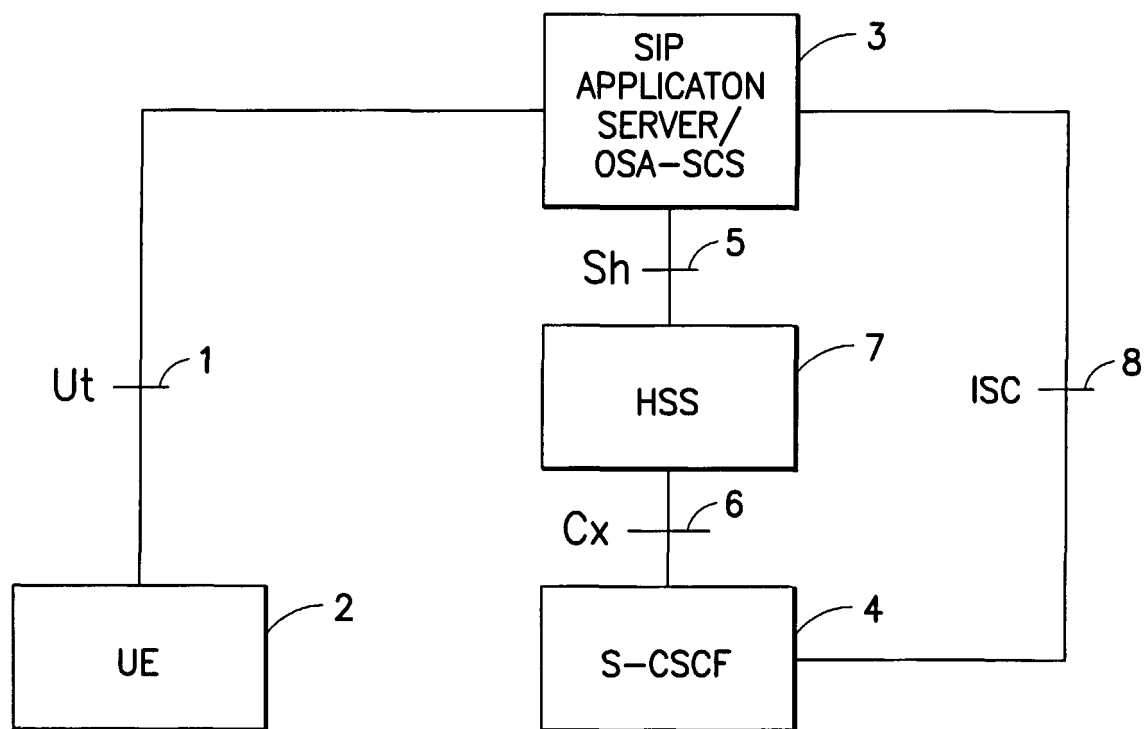 SIP
APPLICATON
SERVER/
OSA-SCS
3
Sh
5
Ut
1
HSS
7
ISC
8
Cx
6
UE
2
S-CSCF
4